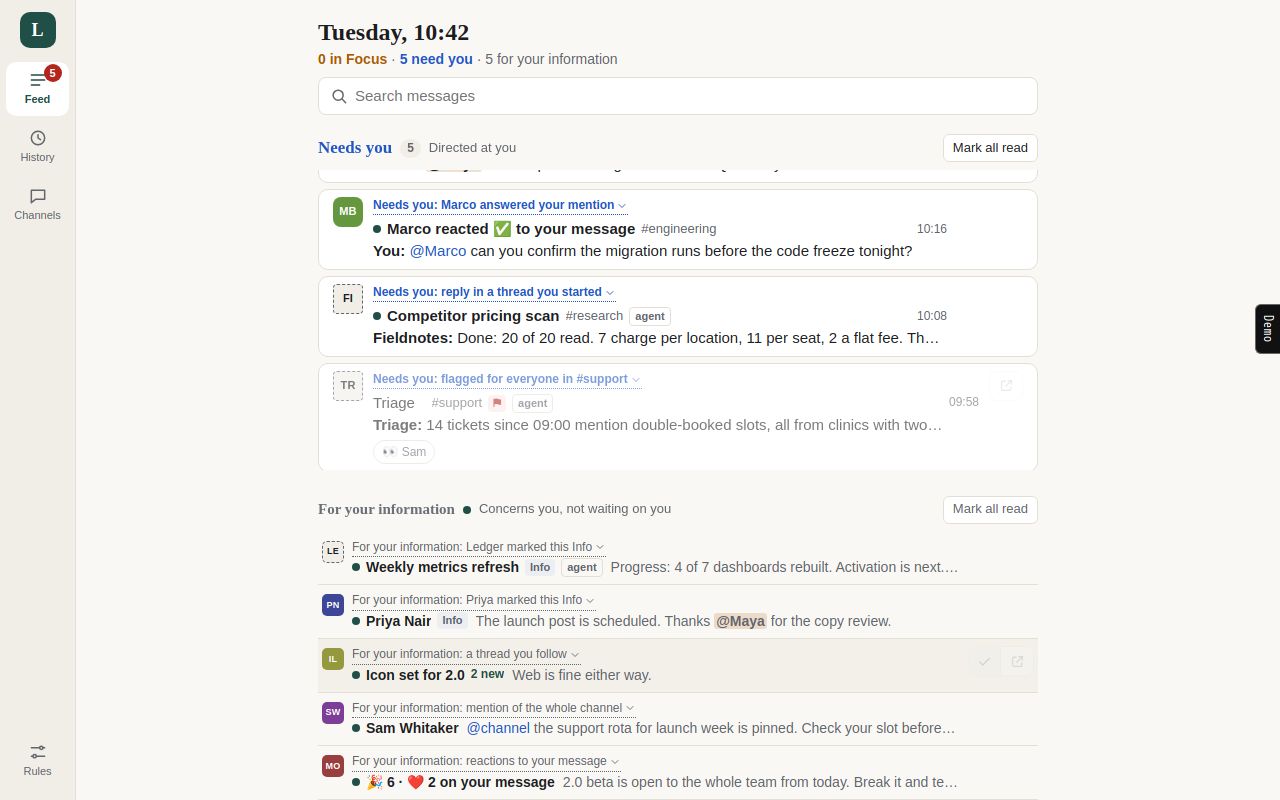 L
Tuesday, 10:42
0 in Focus · 5 need you · 5 for your information
5
Feed
Search messages
History
Needs you 5 Directed at you
Mark all read
Channels
MB
Needs you: Marco answered your mention
Marco reacted ✅ to your message #engineering 10:16
You: @Marco can you confirm the migration runs before the code freeze tonight?
FI
Needs you: reply in a thread you started
Competitor pricing scan #research agent 10:08
Fieldnotes: Done: 20 of 20 read. 7 charge per location, 11 per seat, 2 a flat fee. Th…
Demo
TR
Needs you: flagged for everyone in #support
Triage #support agent 09:58
Triage: 14 tickets since 09:00 mention double-booked slots, all from clinics with two…
👀 Sam
For your information Concerns you, not waiting on you
Mark all read
LE
For your information: Ledger marked this Info
Weekly metrics refresh Info agent Progress: 4 of 7 dashboards rebuilt. Activation is next.…
PN
For your information: Priya marked this Info
Priya Nair Info The launch post is scheduled. Thanks @Maya for the copy review.
IL
For your information: a thread you follow
Icon set for 2.0 2 new Web is fine either way.
SW
For your information: mention of the whole channel
Sam Whitaker @channel the support rota for launch week is pinned. Check your slot before…
MO
For your information: reactions to your message
🎉 6 · ❤️ 2 on your message 2.0 beta is open to the whole team from today. Break it and te…
Rules